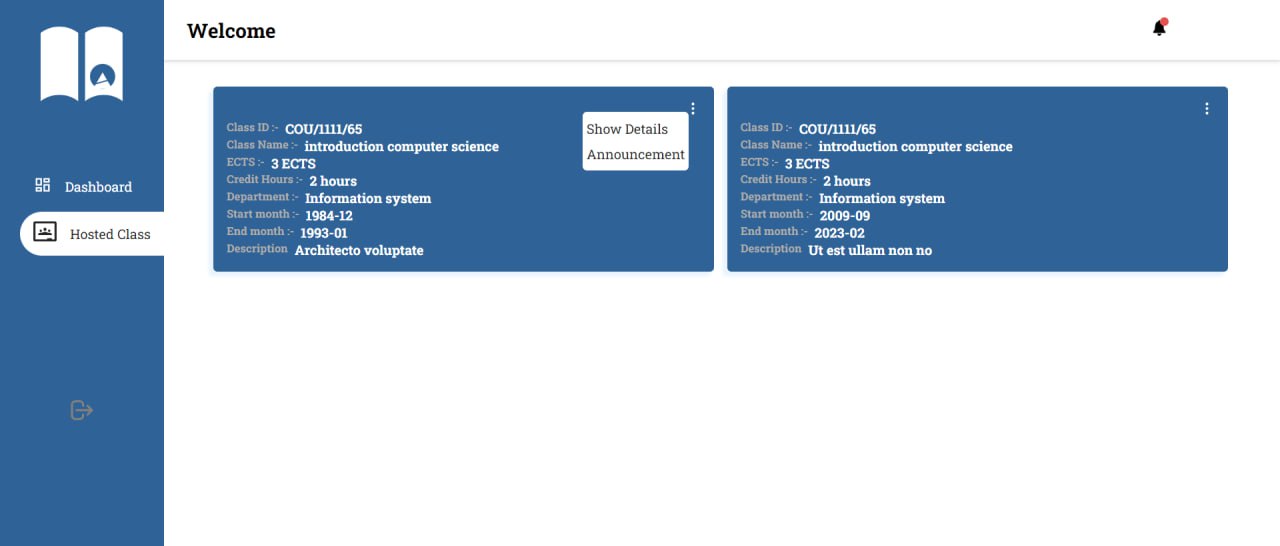 Welcome
Dashboard
Hosted Class
Class ID :- COU/1111/65
Class Name :- introduction computer science
ECTS :- 3 ECTS
Credit Hours :- 2 hours
Department :- Information system
Start month :- 1984-12
End month :- 1993-01
Description Architecto voluptate
Show Details
Announcement
Class ID :- COU/1111/65
Class Name :- introduction computer science
ECTS :- 3 ECTS
Credit Hours :- 2 hours
Department :- Information system
Start month :- 2009-09
End month :- 2023-02
Description Ut est ullam non no